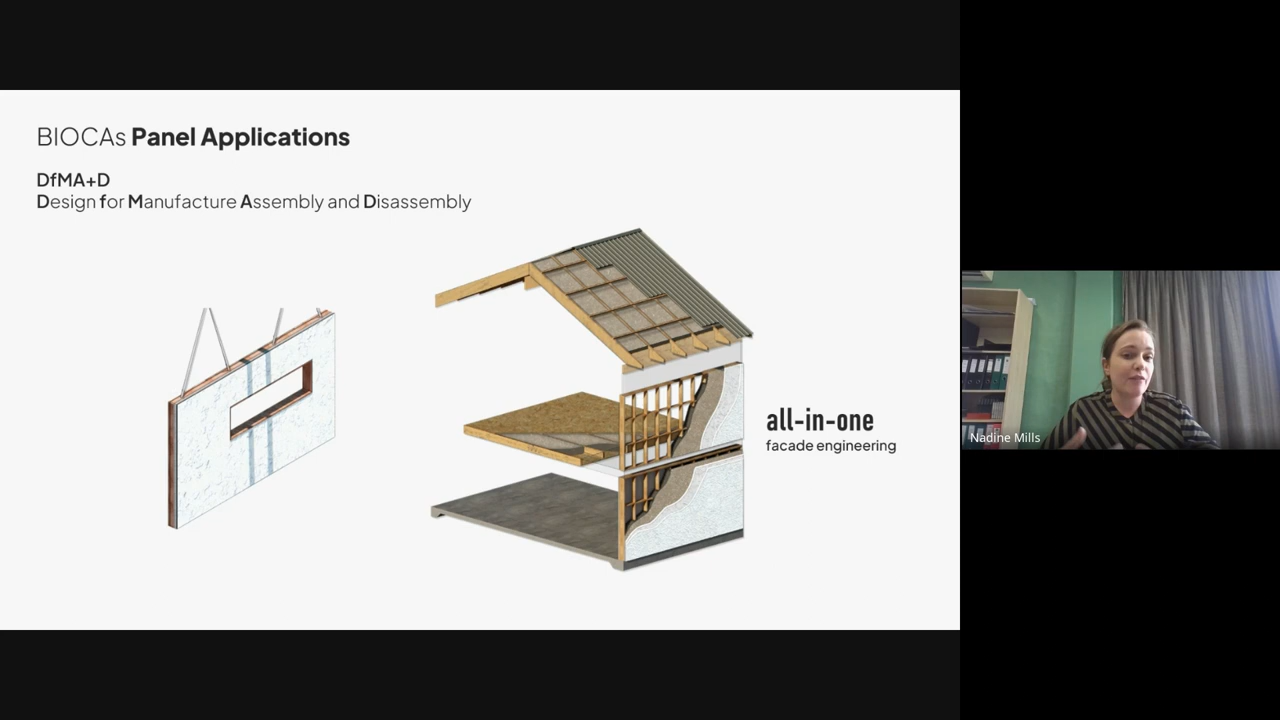 BIOCAs Panel Applications
DfMA+D
Design for Manufacture Assembly and Disassembly
all-in-one
facade engineering
Nadine Mills